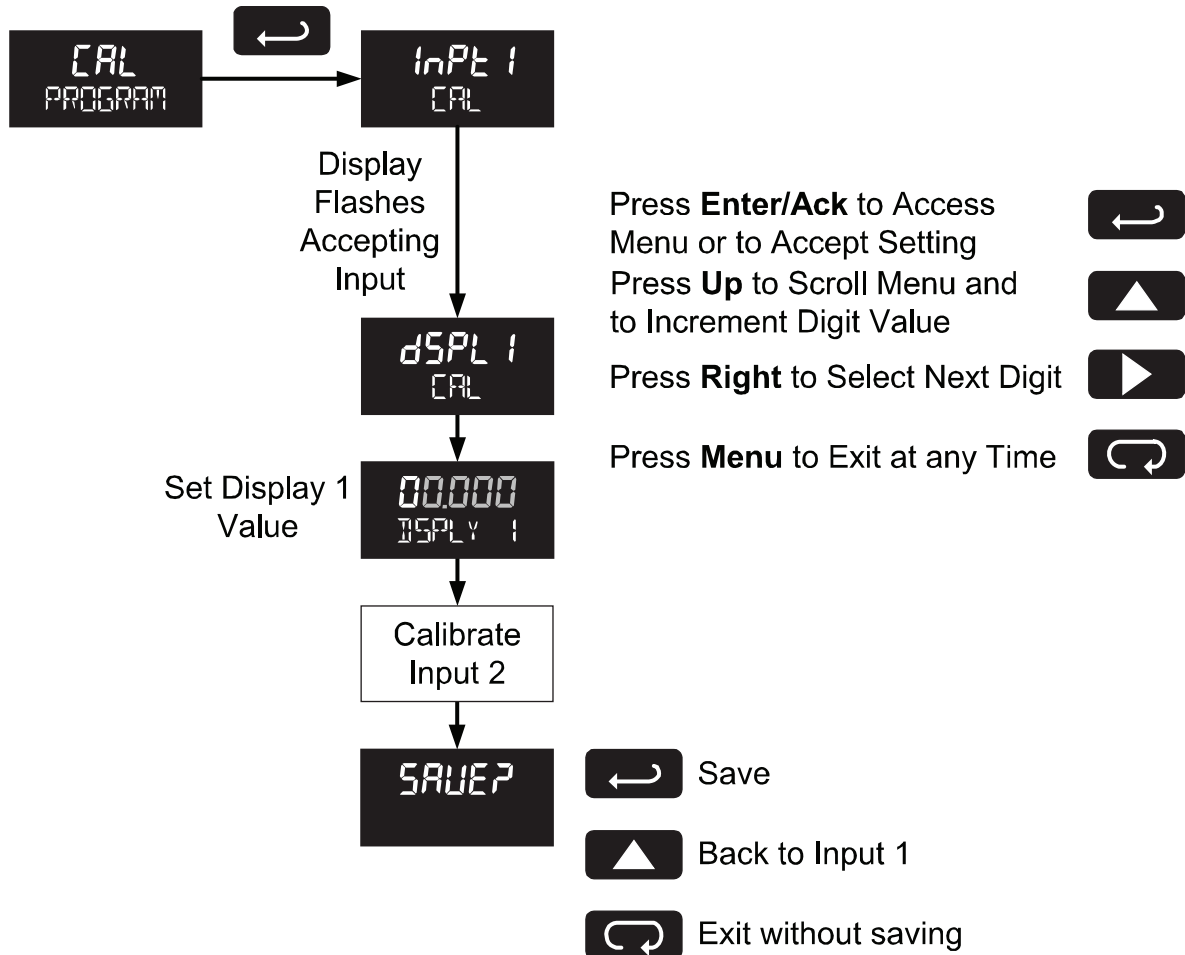 CAL
PROGRAM
InPt 1
CAL
Display
Flashes
Accepting
Input
dSPL 1
CAL
Set Display 1
Value
00.000
DSPLY 1
Calibrate
Input 2
SAVE?
Press Enter/Ack to Access
Menu or to Accept Setting
Press Up to Scroll Menu and
to Increment Digit Value
Press Right to Select Next Digit
Press Menu to Exit at any Time
Save
Back to Input 1
Exit without saving